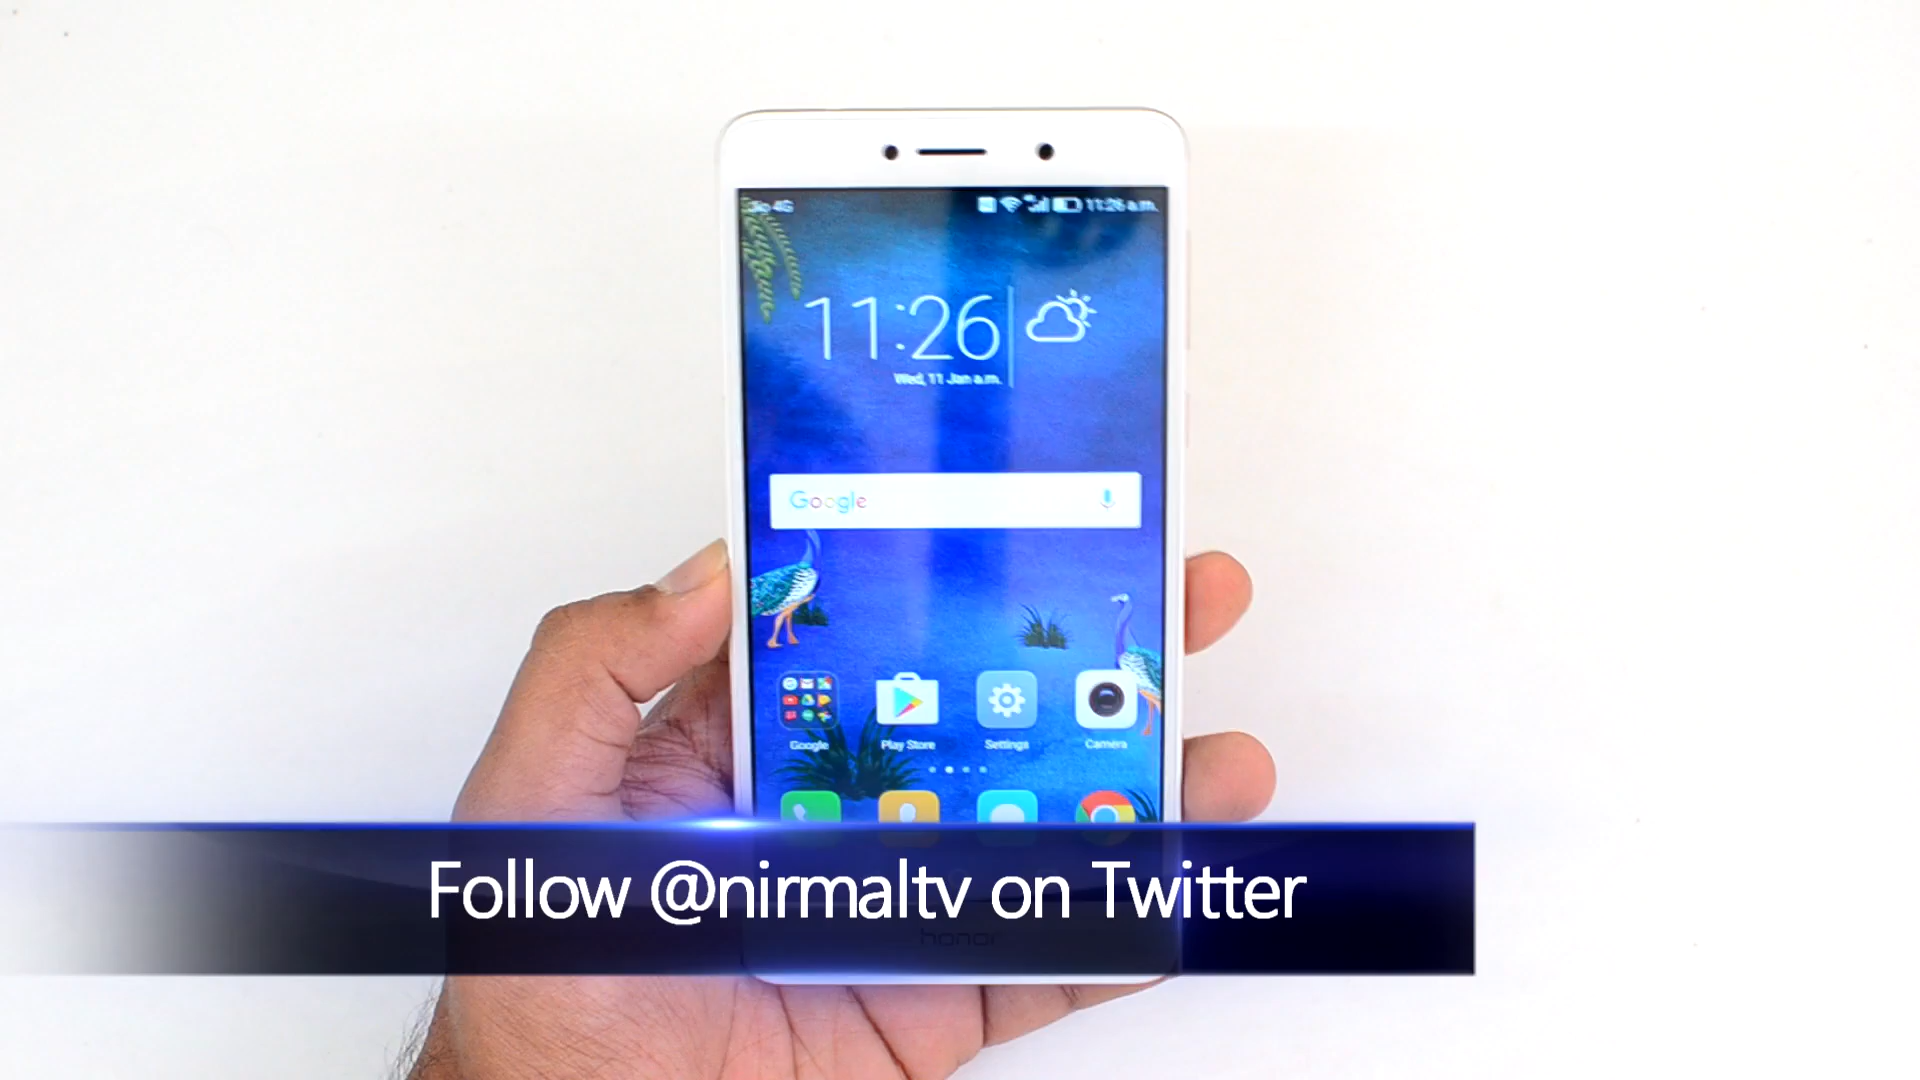 Jio 4G 11:26 a.m.
11:26
Wed, 11 Jan a.m.
Google
Google Play Store Settings Camera
Follow @nirmaltv on Twitter
honor